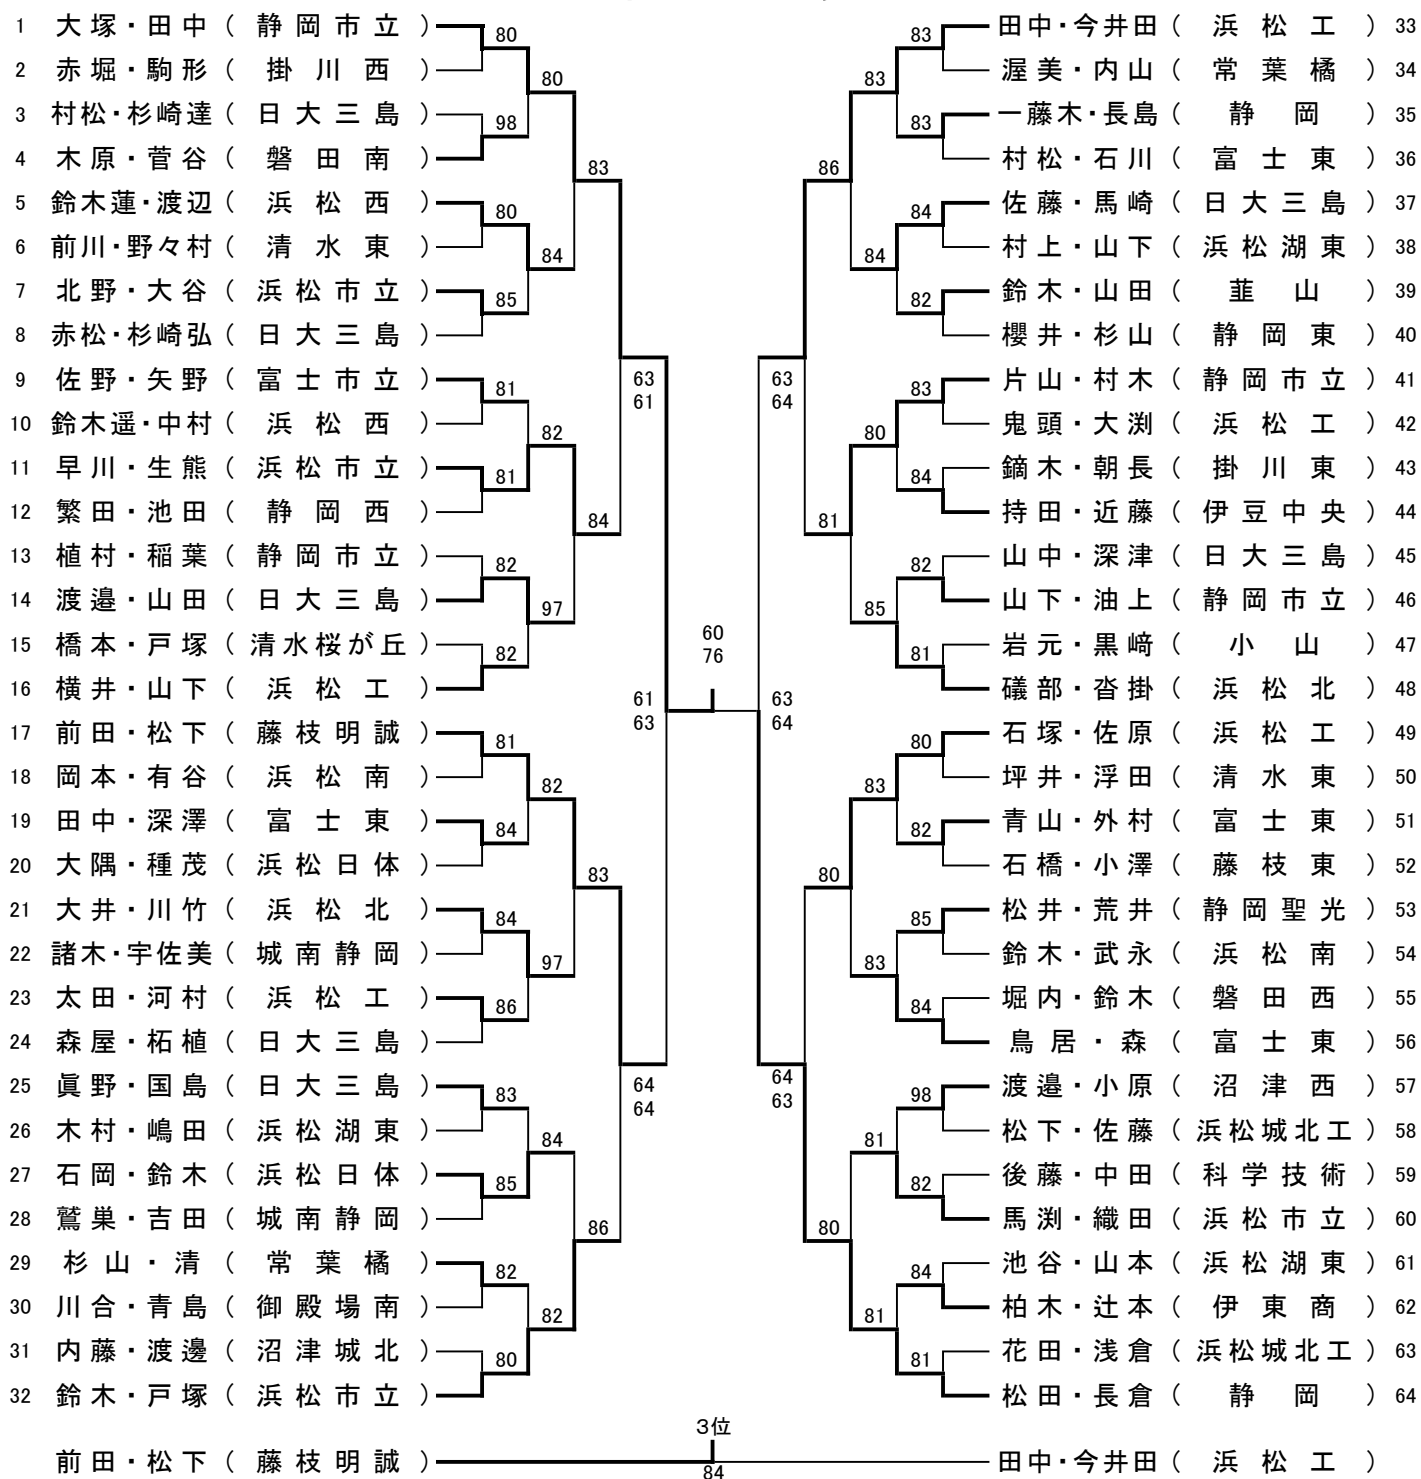 1 大塚・田中 ( 静岡市立 )
2 赤堀・駒形 ( 掛川西 )
3 村松・杉崎達 ( 日大三島 )
4 木原・菅谷 ( 磐田南 )
5 鈴木蓮・渡辺 ( 浜松西 )
6 前川・野々村 ( 清水東 )
7 北野・大谷 ( 浜松市立 )
8 赤松・杉崎弘 ( 日大三島 )
9 佐野・矢野 ( 富士市立 )
10 鈴木遥・中村 ( 浜松西 )
11 早川・生熊 ( 浜松市立 )
12 繁田・池田 ( 静岡西 )
13 植村・稲葉 ( 静岡市立 )
14 渡邉・山田 ( 日大三島 )
15 橋本・戸塚 ( 清水桜が丘 )
16 横井・山下 ( 浜松工 )
17 前田・松下 ( 藤枝明誠 )
18 岡本・有谷 ( 浜松南 )
19 田中・深澤 ( 富士東 )
20 大隅・種茂 ( 浜松日体 )
21 大井・川竹 ( 浜松北 )
22 諸木・宇佐美 ( 城南静岡 )
23 太田・河村 ( 浜松工 )
24 森屋・柘植 ( 日大三島 )
25 眞野・国島 ( 日大三島 )
26 木村・嶋田 ( 浜松湖東 )
27 石岡・鈴木 ( 浜松日体 )
28 鷲巣・吉田 ( 城南静岡 )
29 杉山・清 ( 常葉橘 )
30 川合・青島 ( 御殿場南 )
31 内藤・渡邊 ( 沼津城北 )
32 鈴木・戸塚 ( 浜松市立 )
80
98
80
85
81
81
82
82
81
84
84
86
83
85
82
80
80
84
82
97
82
97
84
82
83
84
83
86
63
61
64
64
61
63
60
76
63
64
63
64
64
63
86
81
80
80
83
84
80
85
83
83
81
81
83
83
84
82
83
84
82
81
80
82
85
84
98
82
84
81
田中・今井田 ( 浜松工 ) 33
渥美・内山 ( 常葉橘 ) 34
一藤木・長島 ( 静岡 ) 35
村松・石川 ( 富士東 ) 36
佐藤・馬崎 ( 日大三島 ) 37
村上・山下 ( 浜松湖東 ) 38
鈴木・山田 ( 韮山 ) 39
櫻井・杉山 ( 静岡東 ) 40
片山・村木 ( 静岡市立 ) 41
鬼頭・大渕 ( 浜松工 ) 42
鏑木・朝長 ( 掛川東 ) 43
持田・近藤 ( 伊豆中央 ) 44
山中・深津 ( 日大三島 ) 45
山下・油上 ( 静岡市立 ) 46
岩元・黒﨑 ( 小山 ) 47
礒部・沓掛 ( 浜松北 ) 48
石塚・佐原 ( 浜松工 ) 49
坪井・浮田 ( 清水東 ) 50
青山・外村 ( 富士東 ) 51
石橋・小澤 ( 藤枝東 ) 52
松井・荒井 ( 静岡聖光 ) 53
鈴木・武永 ( 浜松南 ) 54
堀内・鈴木 ( 磐田西 ) 55
鳥居・森 ( 富士東 ) 56
渡邉・小原 ( 沼津西 ) 57
松下・佐藤 ( 浜松城北工 ) 58
後藤・中田 ( 科学技術 ) 59
馬渕・織田 ( 浜松市立 ) 60
池谷・山本 ( 浜松湖東 ) 61
柏木・辻本 ( 伊東商 ) 62
花田・浅倉 ( 浜松城北工 ) 63
松田・長倉 ( 静岡 ) 64
3位
前田・松下 ( 藤枝明誠 ) 84 田中・今井田 ( 浜松工 )